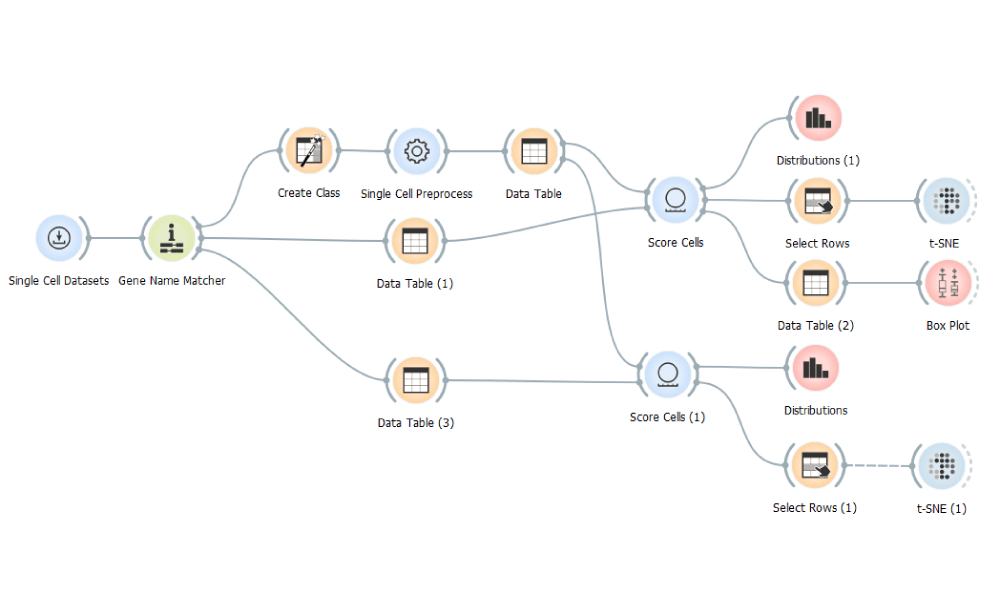 Distributions (1)
Create Class
Single Cell Preprocess
Data Table
Score Cells
Select Rows
t-SNE
Single Cell Datasets
Gene Name Matcher
Data Table (1)
Data Table (2)
Box Plot
Distributions
Data Table (3)
Score Cells (1)
Select Rows (1)
t-SNE (1)